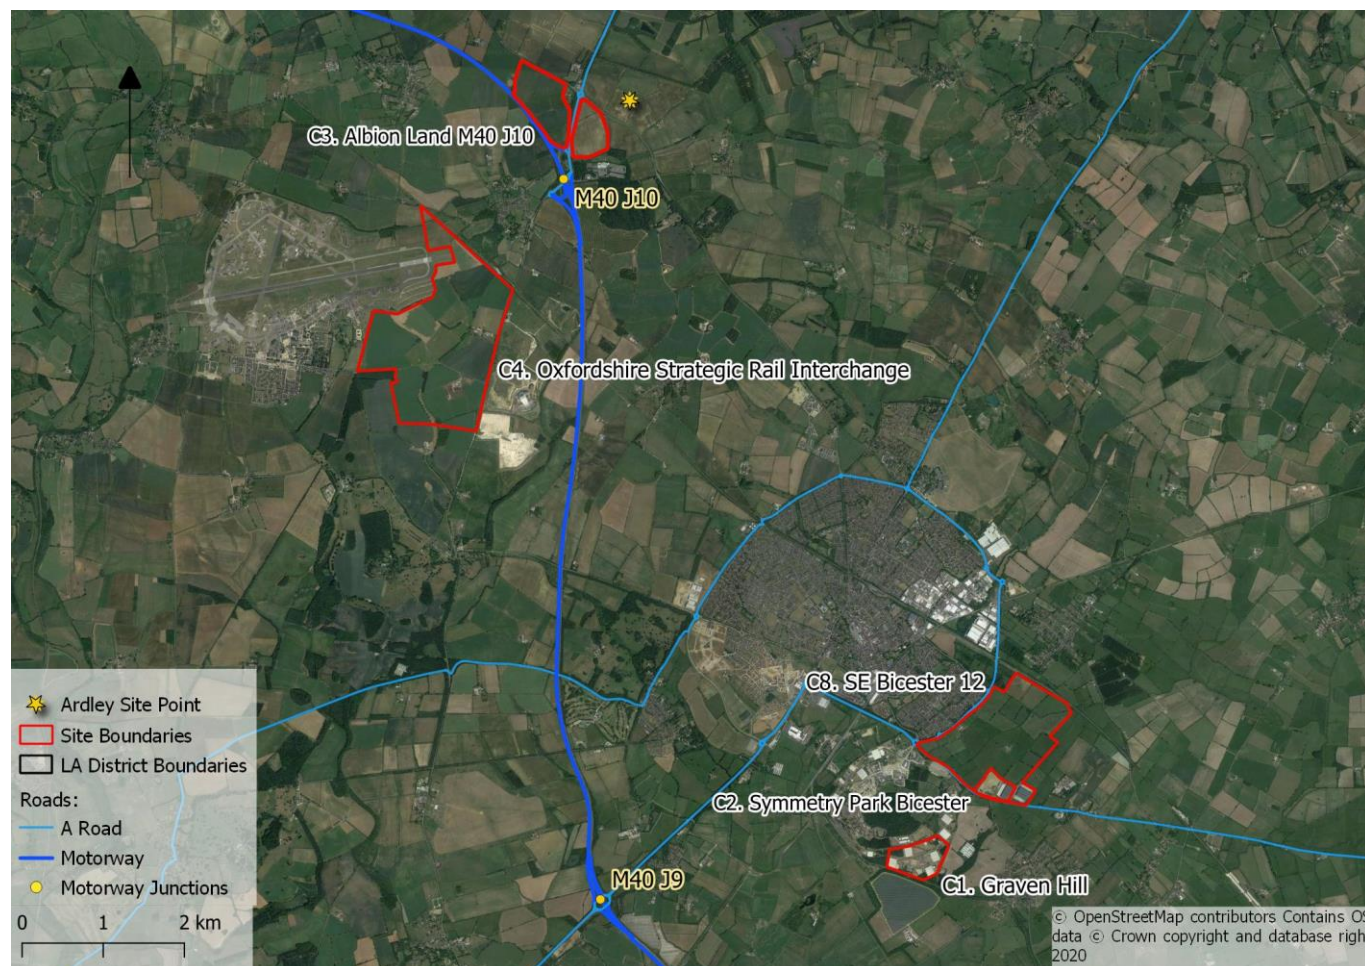 C3. Albion Land M40 J10
M40 J10
C4. Oxfordshire Strategic Rail Interchange
C8. SE Bicester 12
C2. Symmetry Park Bicester
C1. Graven Hill
M40 J9
Ardley Site Point
Site Boundaries
LA District Boundaries
Roads:
A Road
Motorway
Motorway Junctions
0 1 2 km
© OpenStreetMap contributors Contains OS
data © Crown copyright and database righ
2020